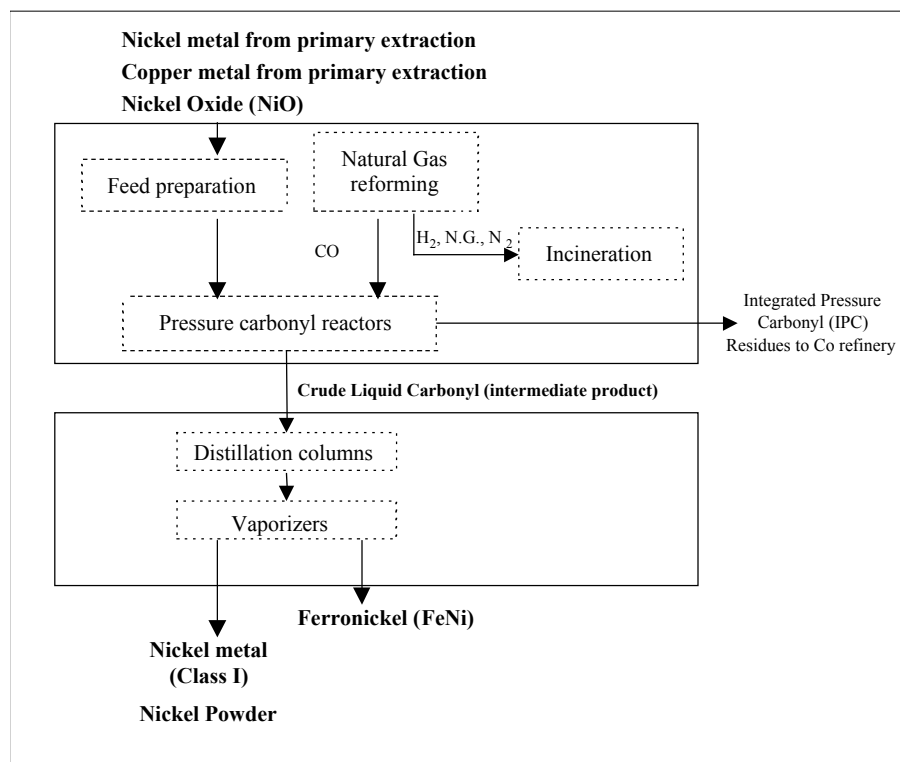 Nickel metal from primary extraction
Copper metal from primary extraction
Nickel Oxide (NiO)
Feed preparation
Natural Gas
reforming
CO
H2, N.G., N2
Incineration
Pressure carbonyl reactors
Integrated Pressure
Carbonyl (IPC)
Residues to Co refinery
Crude Liquid Carbonyl (intermediate product)
Distillation columns
Vaporizers
Ferronickel (FeNi)
Nickel metal
(Class I)
Nickel Powder